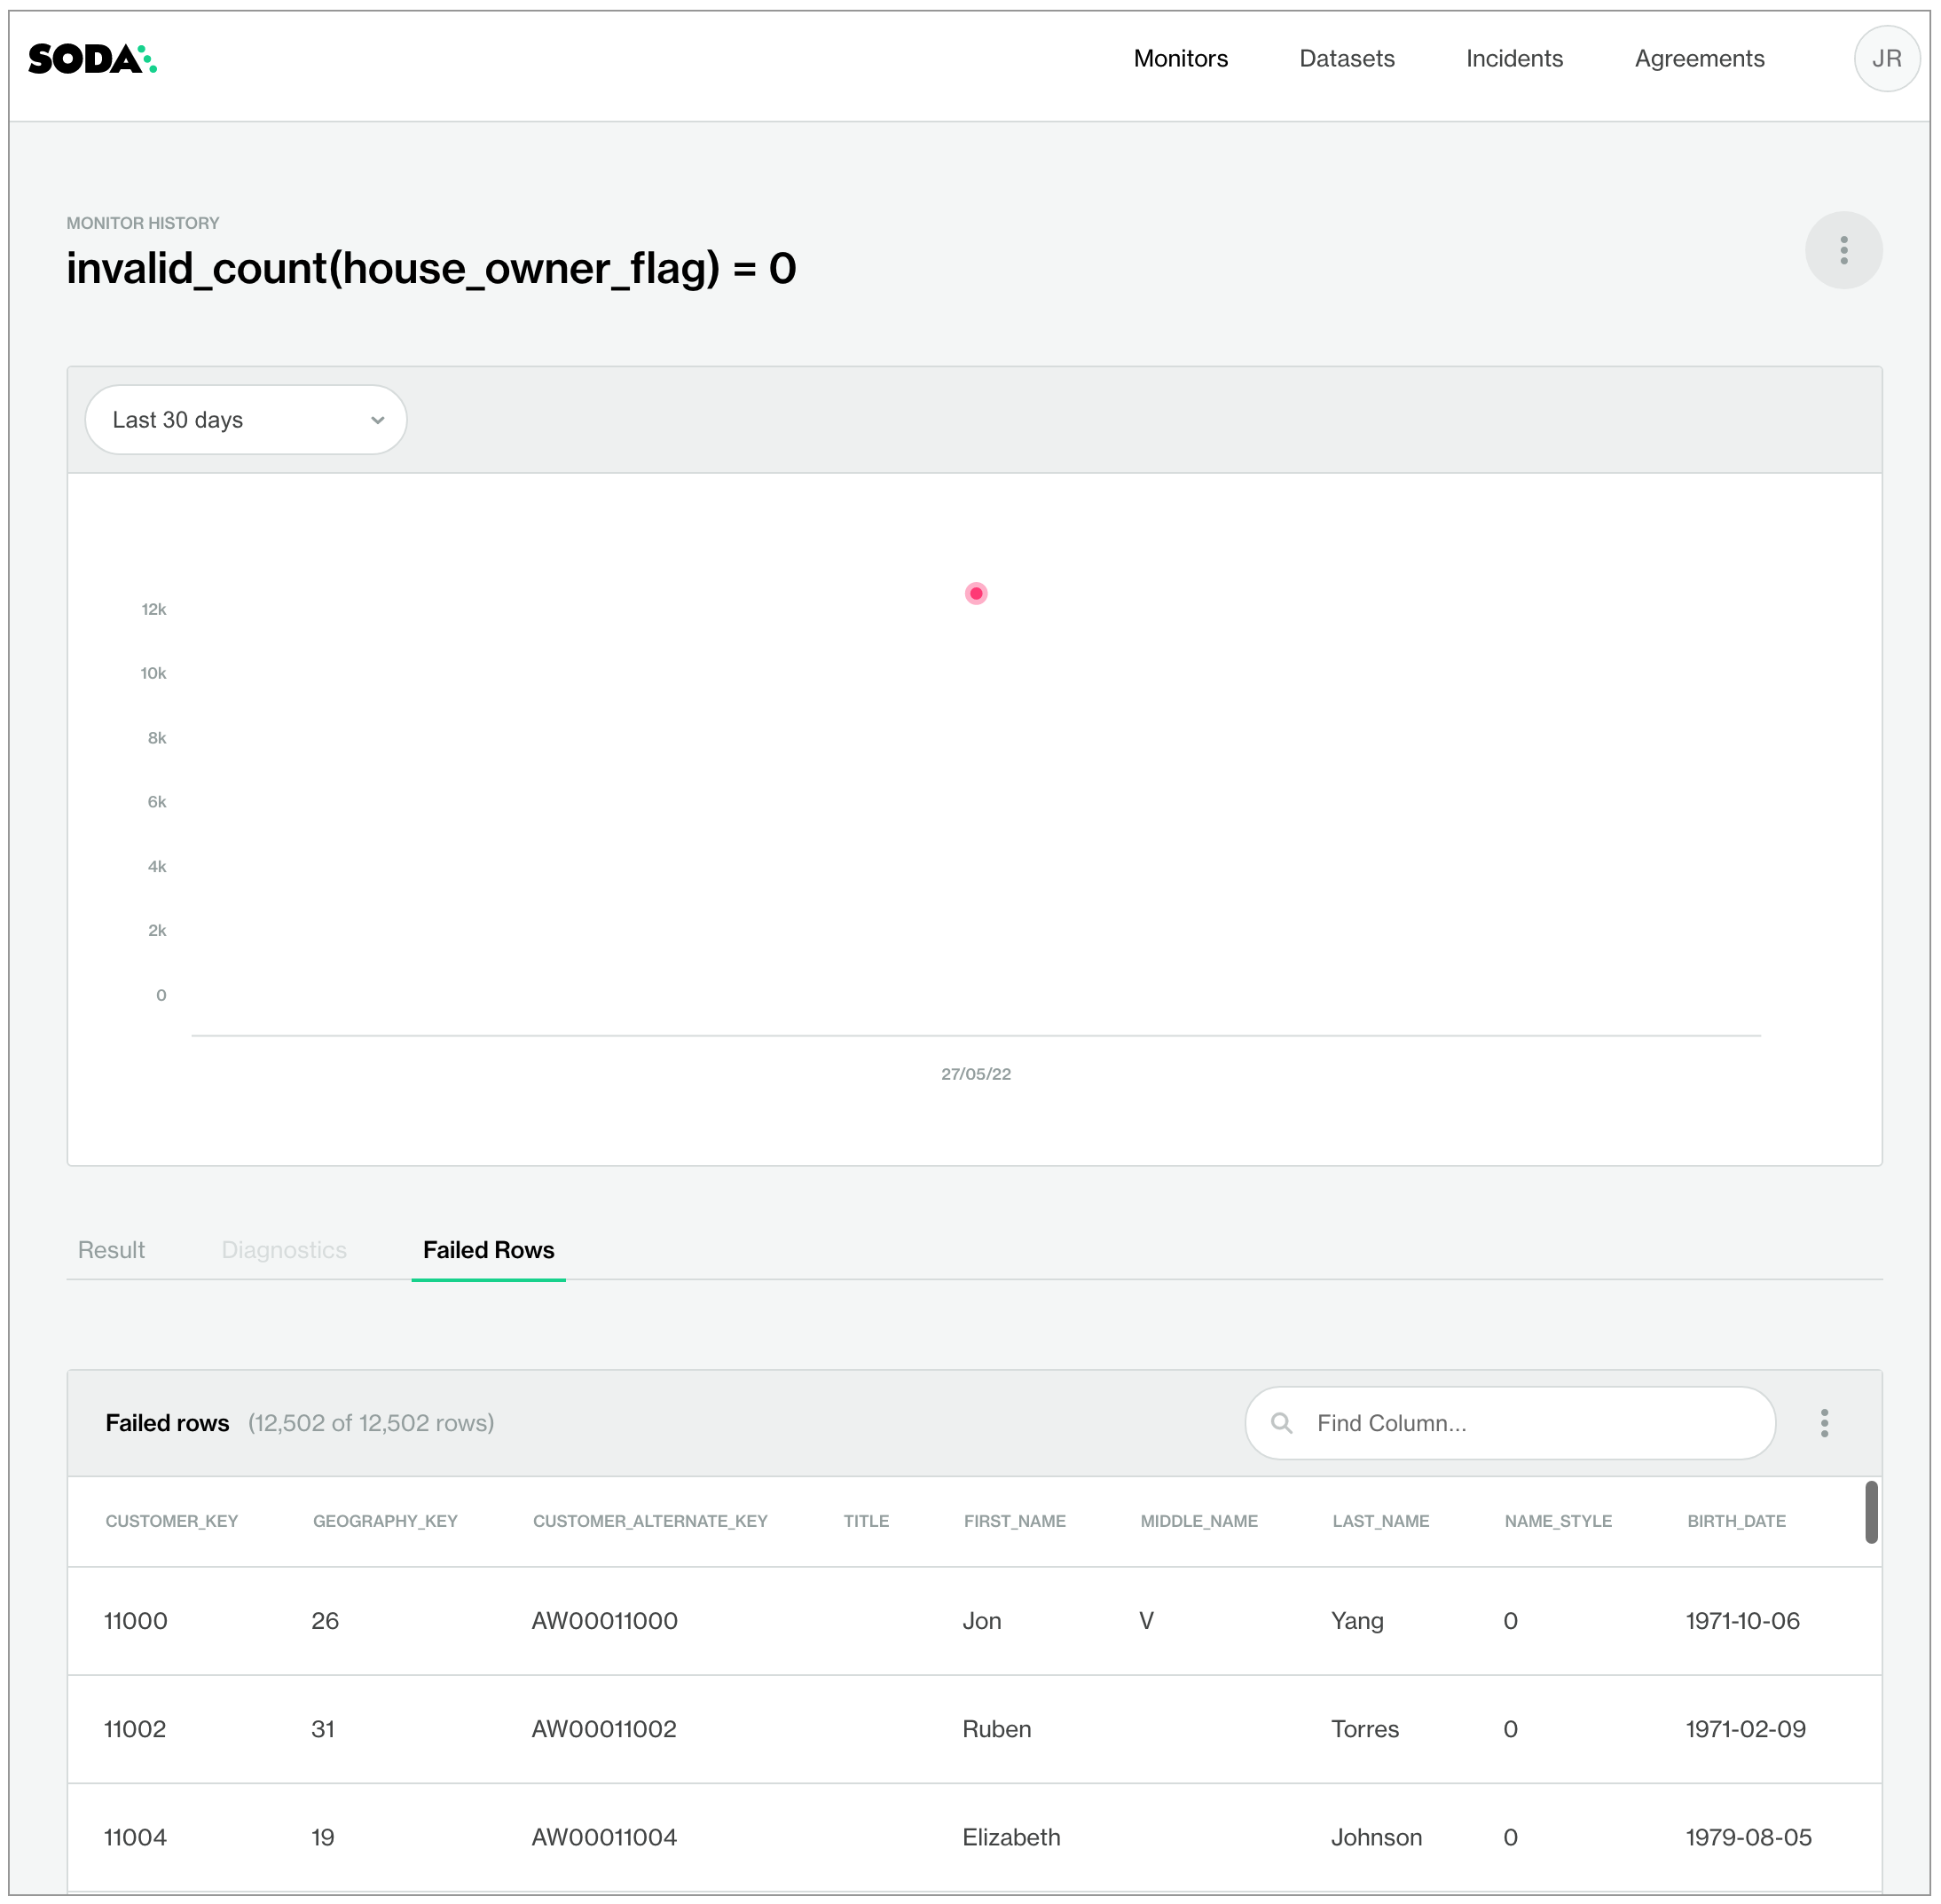 SODA
Monitors Datasets Incidents Agreements JR
MONITOR HISTORY
invalid_count(house_owner_flag) = 0
Last 30 days
12k
10k
8k
6k
4k
2k
0
27/05/22
Result Diagnostics Failed Rows
Failed rows (12,502 of 12,502 rows) Find Column...
CUSTOMER_KEY GEOGRAPHY_KEY CUSTOMER_ALTERNATE_KEY TITLE FIRST_NAME MIDDLE_NAME LAST_NAME NAME_STYLE BIRTH_DATE
11000 26 AW00011000 Jon V Yang 0 1971-10-06
11002 31 AW00011002 Ruben Torres 0 1971-02-09
11004 19 AW00011004 Elizabeth Johnson 0 1979-08-05